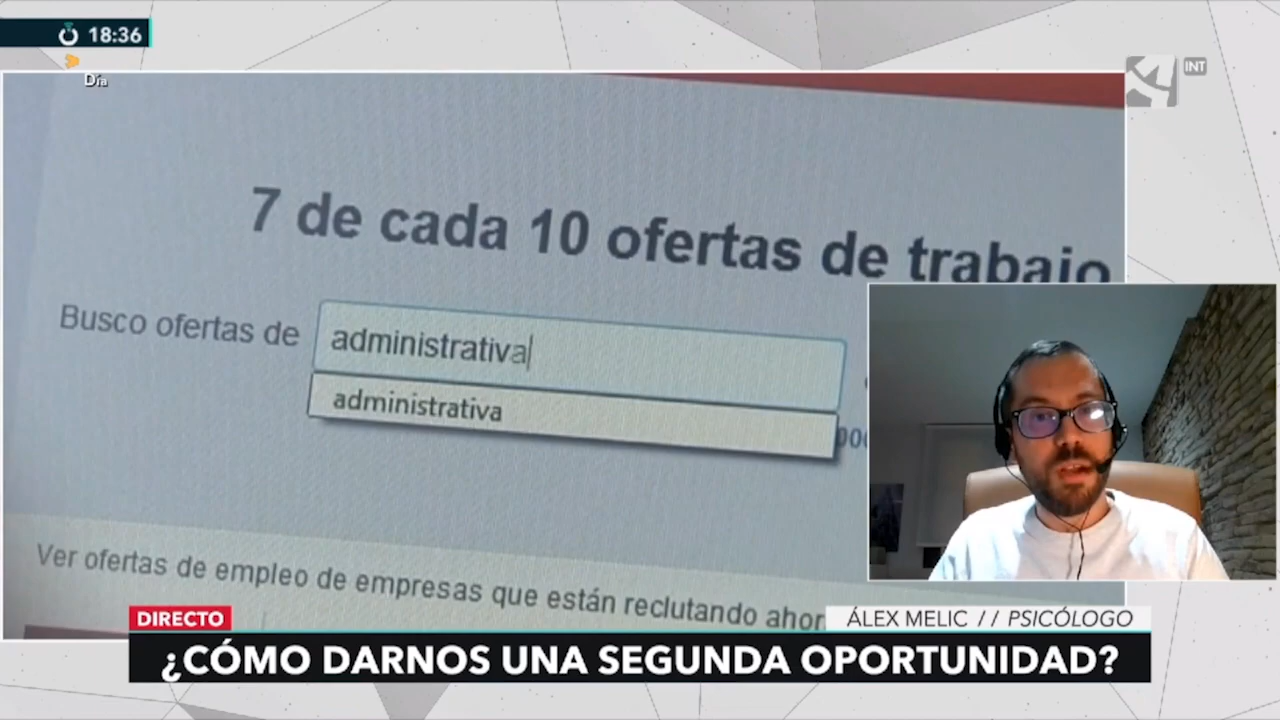 18:36
Día
INT
7 de cada 10 ofertas de trabajo
Busco ofertas de
administrativa
administrativa
Ver ofertas de empleo de empresas que están reclutando ahor
DIRECTO
ÁLEX MELIC // PSICÓLOGO
¿CÓMO DARNOS UNA SEGUNDA OPORTUNIDAD?